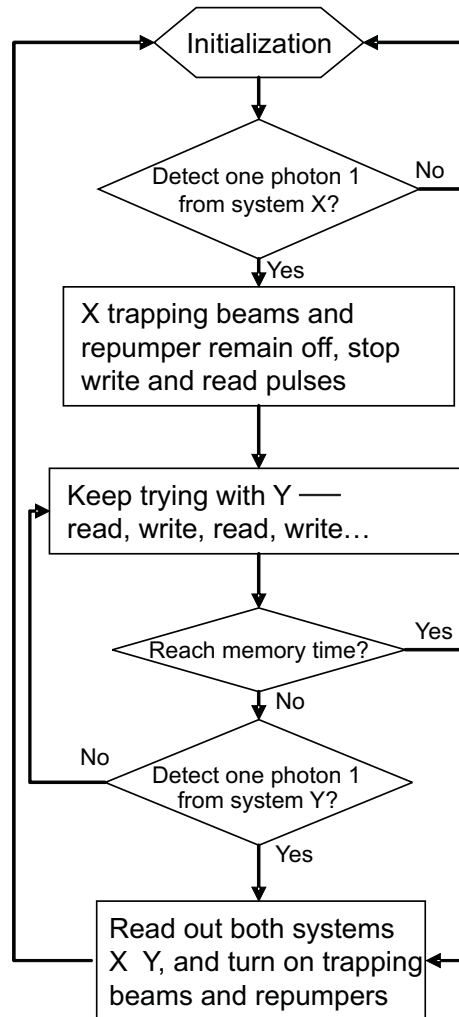 Initialization
Detect one photon 1
from system X?
No
Yes
X trapping beams and
repumper remain off, stop
write and read pulses
Keep trying with Y —
read, write, read, write…
Reach memory time?
Yes
No
No
Detect one photon 1
from system Y?
Yes
Read out both systems
X Y, and turn on trapping
beams and repumpers